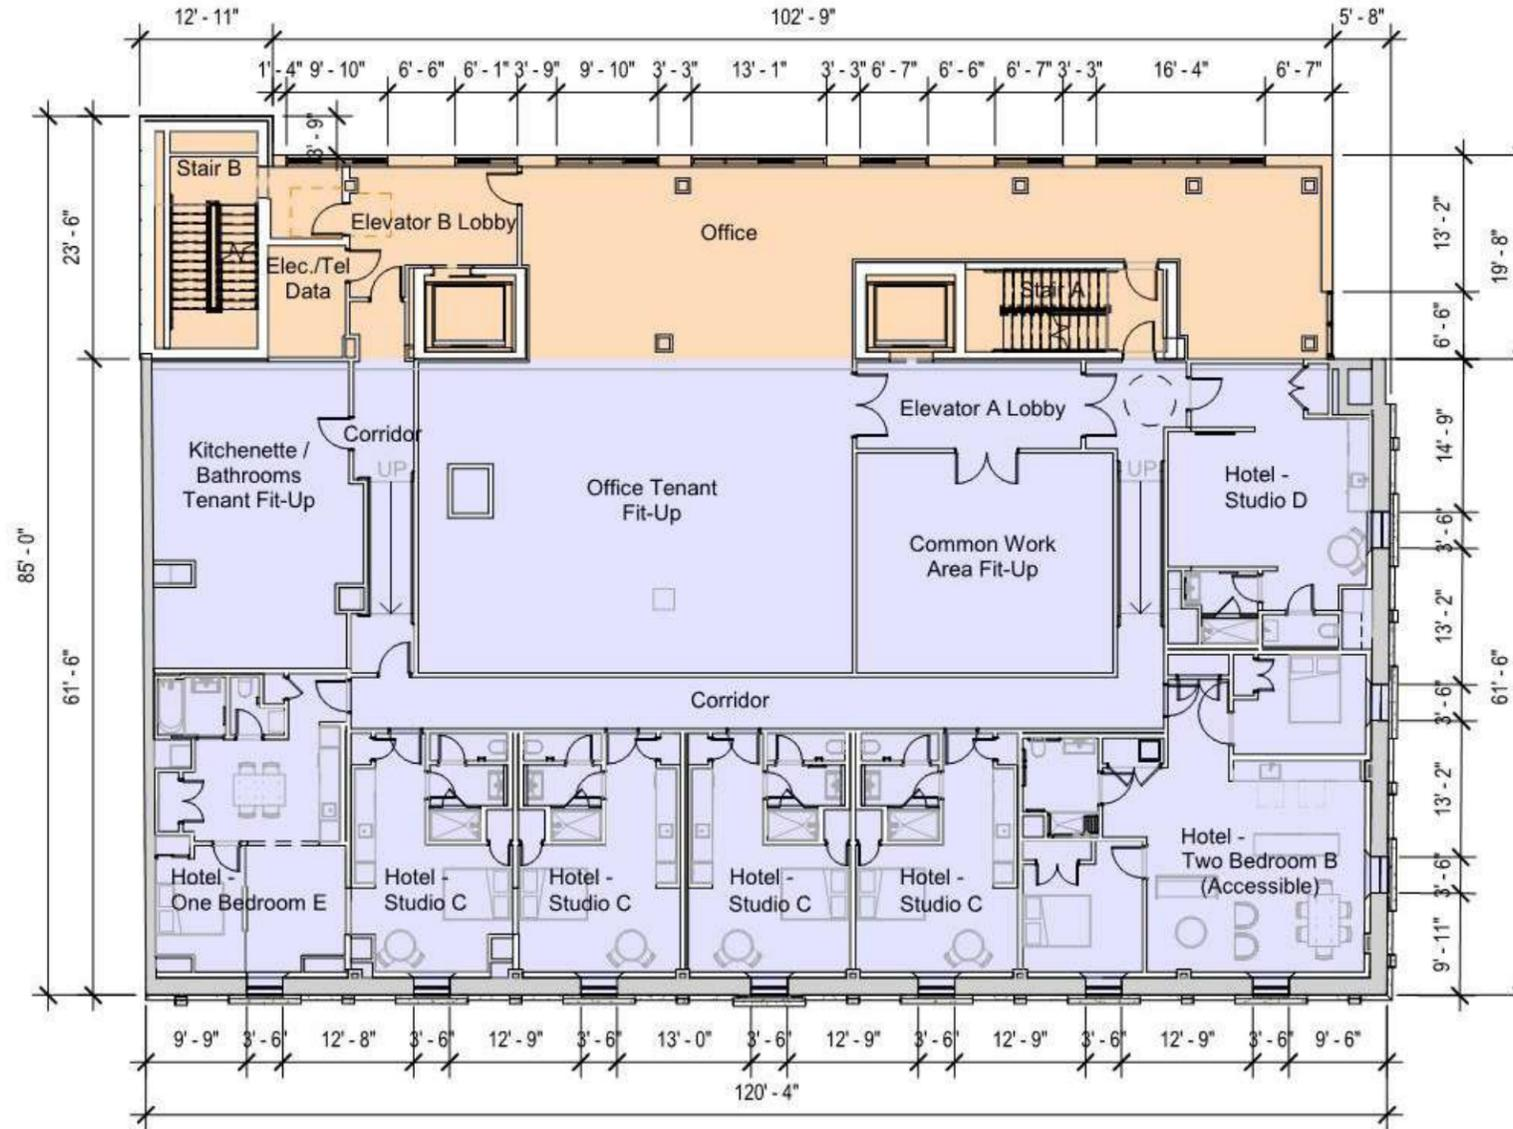 12' - 11" 102' - 9" 5' - 8"
1' - 4" 9' - 10" 6' - 6" 6' - 1" 3' - 9" 9' - 10" 3' - 3" 13' - 1" 3' - 3" 6' - 7" 6' - 6" 6' - 7" 3' - 3" 16' - 4" 6' - 7"
Stair B
Elevator B Lobby
Office
Elec./Tel
Data
Stair A
23' - 6"
13' - 2"
19' - 8"
6' - 6"
Kitchenette /
Bathrooms
Tenant Fit-Up
Corridor
UP
Office Tenant
Fit-Up
Elevator A Lobby
Common Work
Area Fit-Up
UP
Hotel -
Studio D
85' - 0"
61' - 6"
14' - 9"
3' - 6"
13' - 2"
3' - 6"
61' - 6"
13' - 2"
3' - 6"
9' - 11"
Corridor
Hotel -
One Bedroom E
Hotel -
Studio C
Hotel -
Studio C
Hotel -
Studio C
Hotel -
Studio C
Hotel -
Two Bedroom B
(Accessible)
9' - 9" 3' - 6" 12' - 8" 3' - 6" 12' - 9" 3' - 6" 13' - 0" 3' - 6" 12' - 9" 3' - 6" 12' - 9" 3' - 6" 12' - 9" 3' - 6" 9' - 6"
120' - 4"